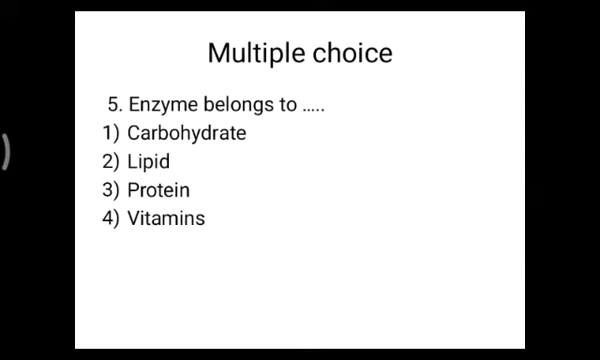 Multiple choice
5. Enzyme belongs to .....
1) Carbohydrate
2) Lipid
3) Protein
4) Vitamins